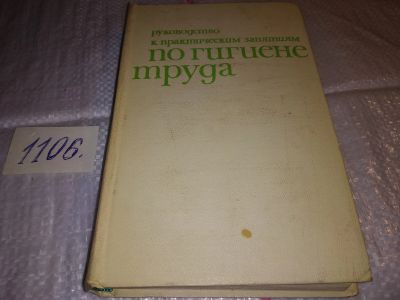 руководство
к практическим занятиям
по гигиене
труда
1106.